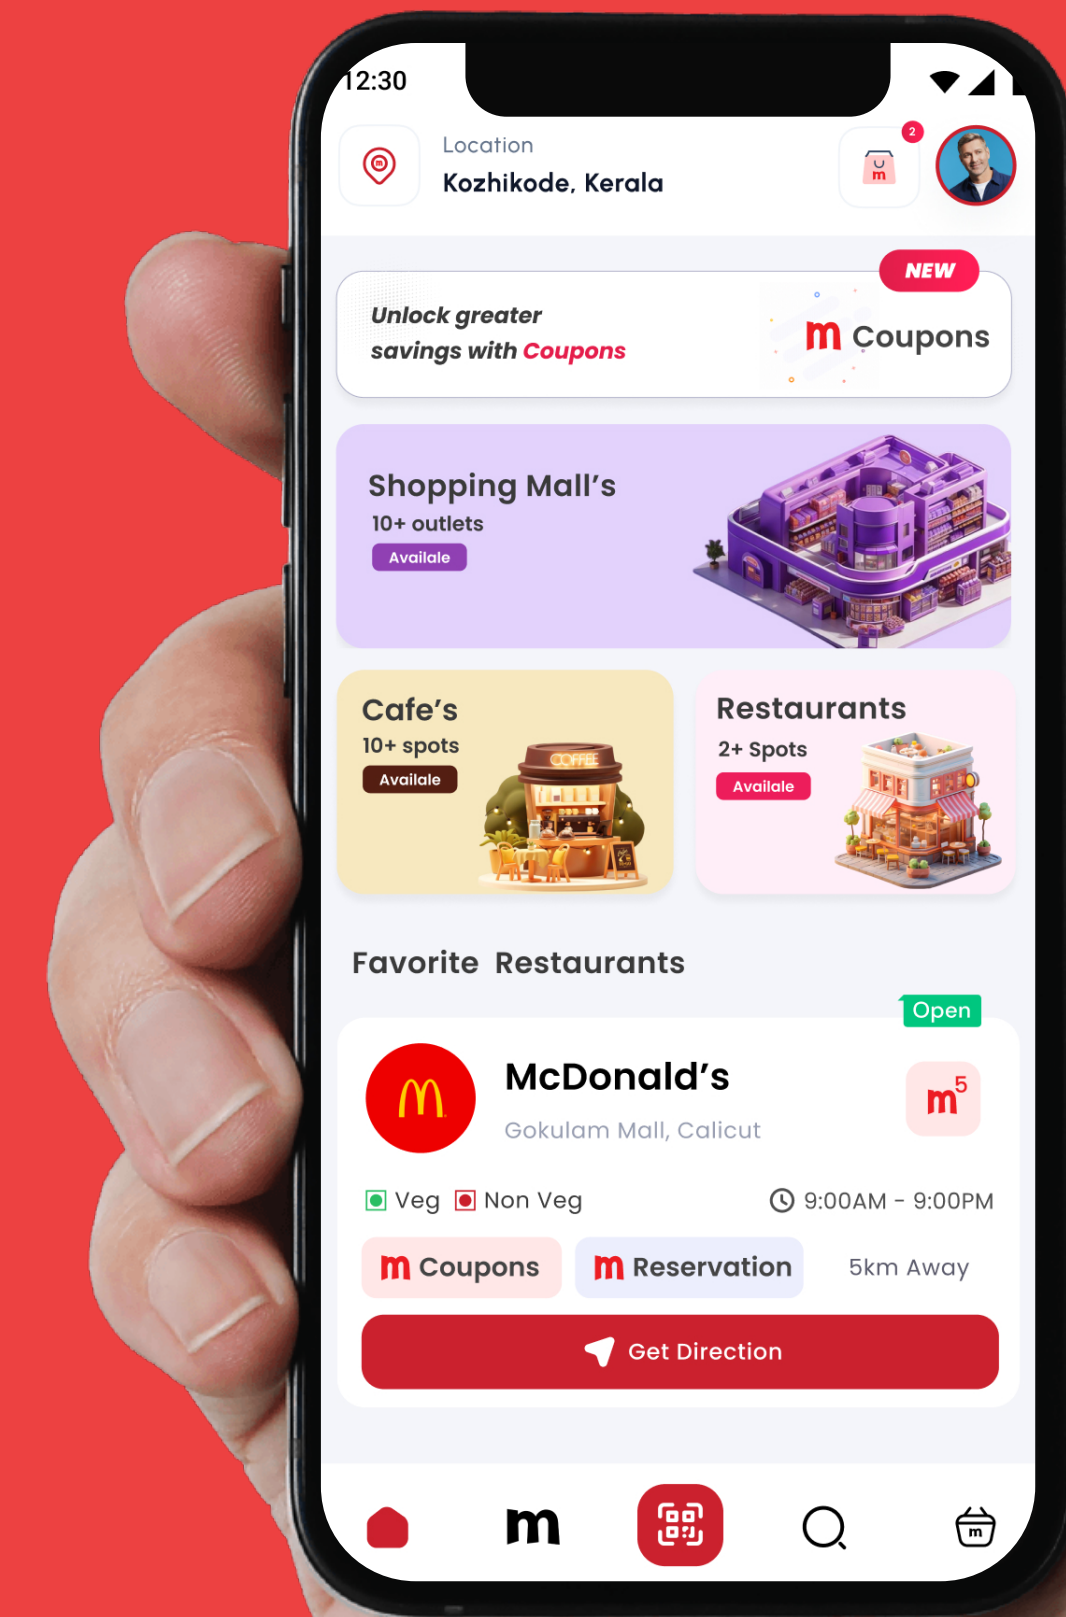 12:30
Location
Kozhikode, Kerala
2
m
m
NEW
Unlock greater
savings with Coupons
m Coupons
Shopping Mall’s
10+ outlets
Availale
Cafe’s
10+ spots
Availale
COFFEE
Restaurants
2+ Spots
Availale
Favorite Restaurants
Open
McDonald’s
Gokulam Mall, Calicut
m5
Veg Non Veg
9:00AM - 9:00PM
m Coupons
m Reservation
5km Away
Get Direction
m
m